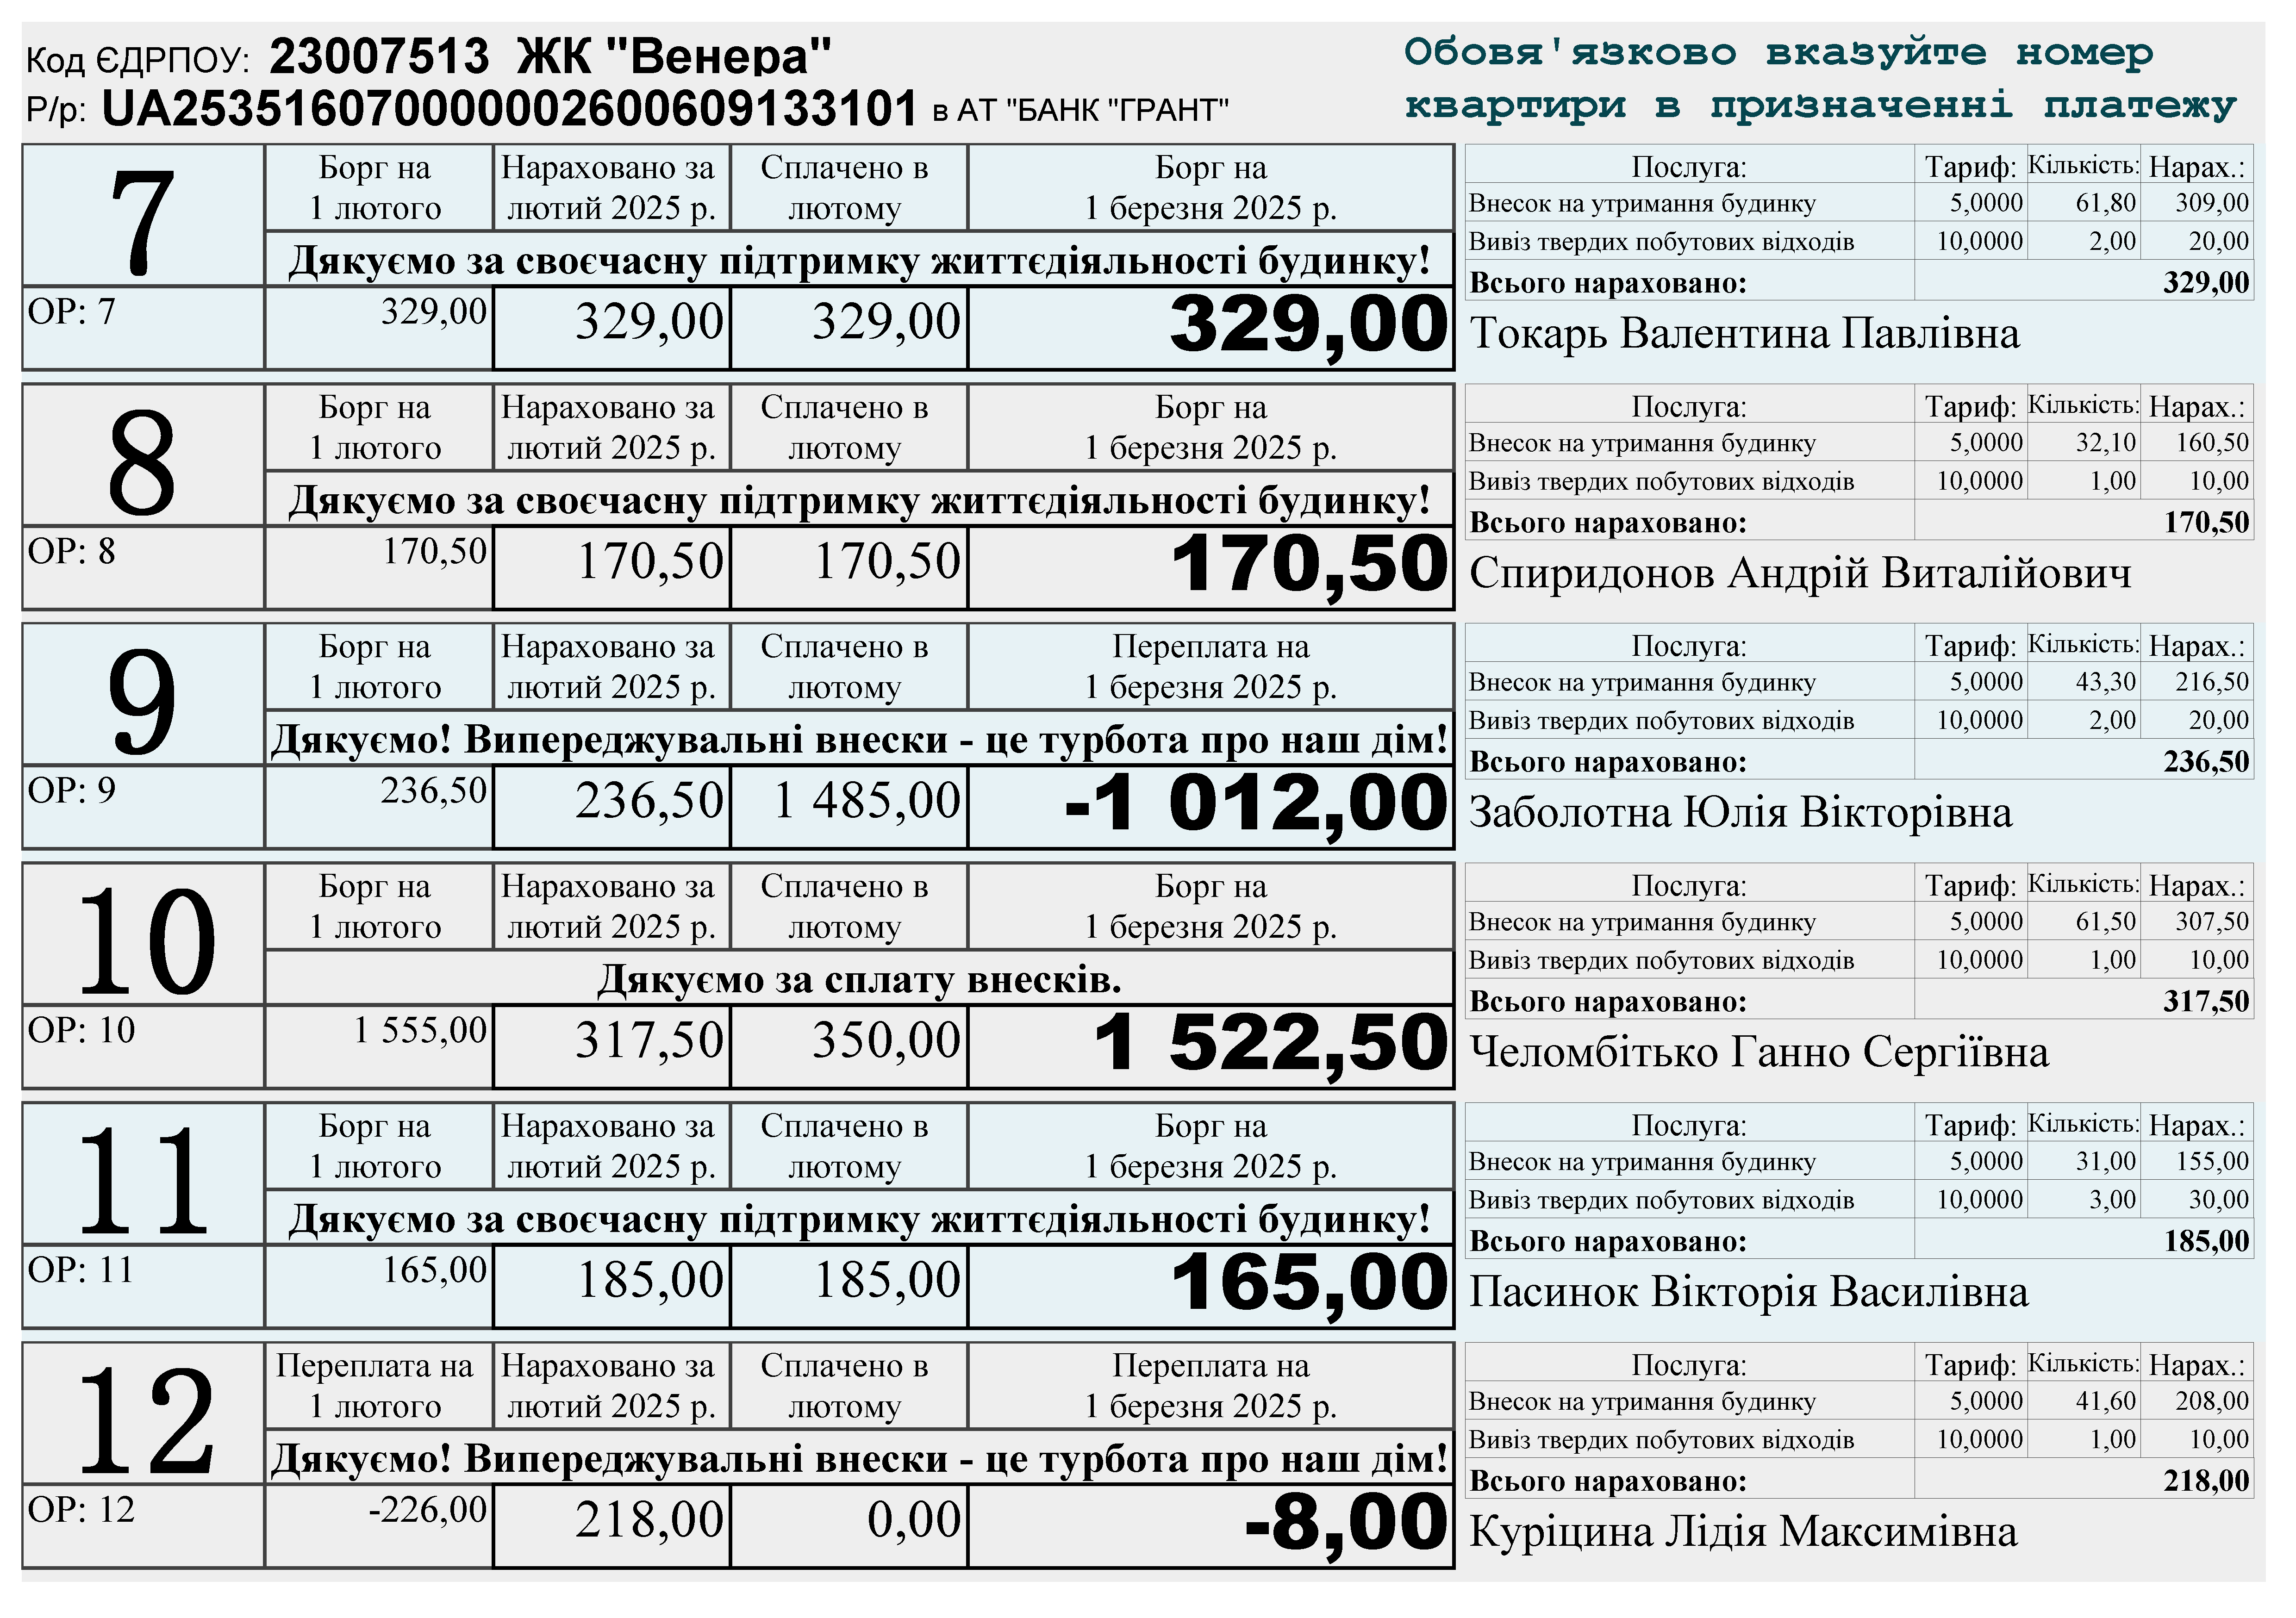 Код ЄДРПОУ: 23007513 ЖК "Венера"
Р/р: UA253516070000002600609133101 в АТ "БАНК "ГРАНТ"
Обовя'язково вказуйте номер
квартири в призначенні платежу
7
Борг на
1 лютого
Нараховано за
лютий 2025 р.
Сплачено в
лютому
Борг на
1 березня 2025 р.
Дякуємо за своєчасну підтримку життєдіяльності будинку!
ОР: 7 329,00 329,00 329,00 329,00
Послуга: Тариф: Кількість: Нарах.:
Внесок на утримання будинку 5,0000 61,80 309,00
Вивіз твердих побутових відходів 10,0000 2,00 20,00
Всього нараховано: 329,00
Токарь Валентина Павлівна
8
Борг на
1 лютого
Нараховано за
лютий 2025 р.
Сплачено в
лютому
Борг на
1 березня 2025 р.
Дякуємо за своєчасну підтримку життєдіяльності будинку!
ОР: 8 170,50 170,50 170,50 170,50
Послуга: Тариф: Кількість: Нарах.:
Внесок на утримання будинку 5,0000 32,10 160,50
Вивіз твердих побутових відходів 10,0000 1,00 10,00
Всього нараховано: 170,50
Спиридонов Андрій Виталійович
9
Борг на
1 лютого
Нараховано за
лютий 2025 р.
Сплачено в
лютому
Переплата на
1 березня 2025 р.
Дякуємо! Випереджувальні внески - це турбота про наш дім!
ОР: 9 236,50 236,50 1 485,00 -1 012,00
Послуга: Тариф: Кількість: Нарах.:
Внесок на утримання будинку 5,0000 43,30 216,50
Вивіз твердих побутових відходів 10,0000 2,00 20,00
Всього нараховано: 236,50
Заболотна Юлія Вікторівна
10
Борг на
1 лютого
Нараховано за
лютий 2025 р.
Сплачено в
лютому
Борг на
1 березня 2025 р.
Дякуємо за сплату внесків.
ОР: 10 1 555,00 317,50 350,00 1 522,50
Послуга: Тариф: Кількість: Нарах.:
Внесок на утримання будинку 5,0000 61,50 307,50
Вивіз твердих побутових відходів 10,0000 1,00 10,00
Всього нараховано: 317,50
Челомбітько Ганно Сергіївна
11
Борг на
1 лютого
Нараховано за
лютий 2025 р.
Сплачено в
лютому
Борг на
1 березня 2025 р.
Дякуємо за своєчасну підтримку життєдіяльності будинку!
ОР: 11 165,00 185,00 185,00 165,00
Послуга: Тариф: Кількість: Нарах.:
Внесок на утримання будинку 5,0000 31,00 155,00
Вивіз твердих побутових відходів 10,0000 3,00 30,00
Всього нараховано: 185,00
Пасинок Вікторія Василівна
12
Переплата на
1 лютого
Нараховано за
лютий 2025 р.
Сплачено в
лютому
Переплата на
1 березня 2025 р.
Дякуємо! Випереджувальні внески - це турбота про наш дім!
ОР: 12 -226,00 218,00 0,00 -8,00
Послуга: Тариф: Кількість: Нарах.:
Внесок на утримання будинку 5,0000 41,60 208,00
Вивіз твердих побутових відходів 10,0000 1,00 10,00
Всього нараховано: 218,00
Куріцина Лідія Максимівна